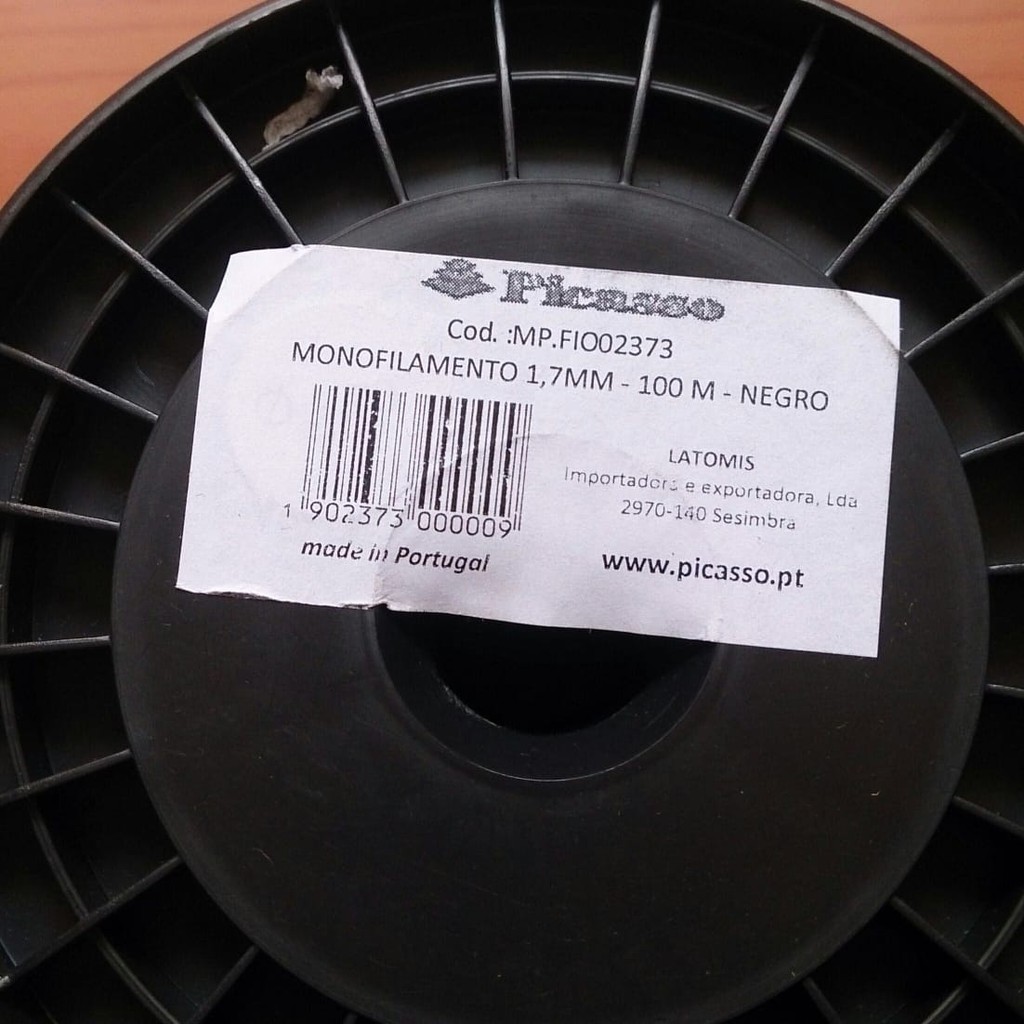 Picasso
Cod. :MP.FIO02373
MONOFILAMENTO 1,7MM - 100 M - NEGRO
LATOMIS
Importadora e exportadora, Lda
2970-140 Sesimbra
1 902373 000009
made in Portugal
www.picasso.pt